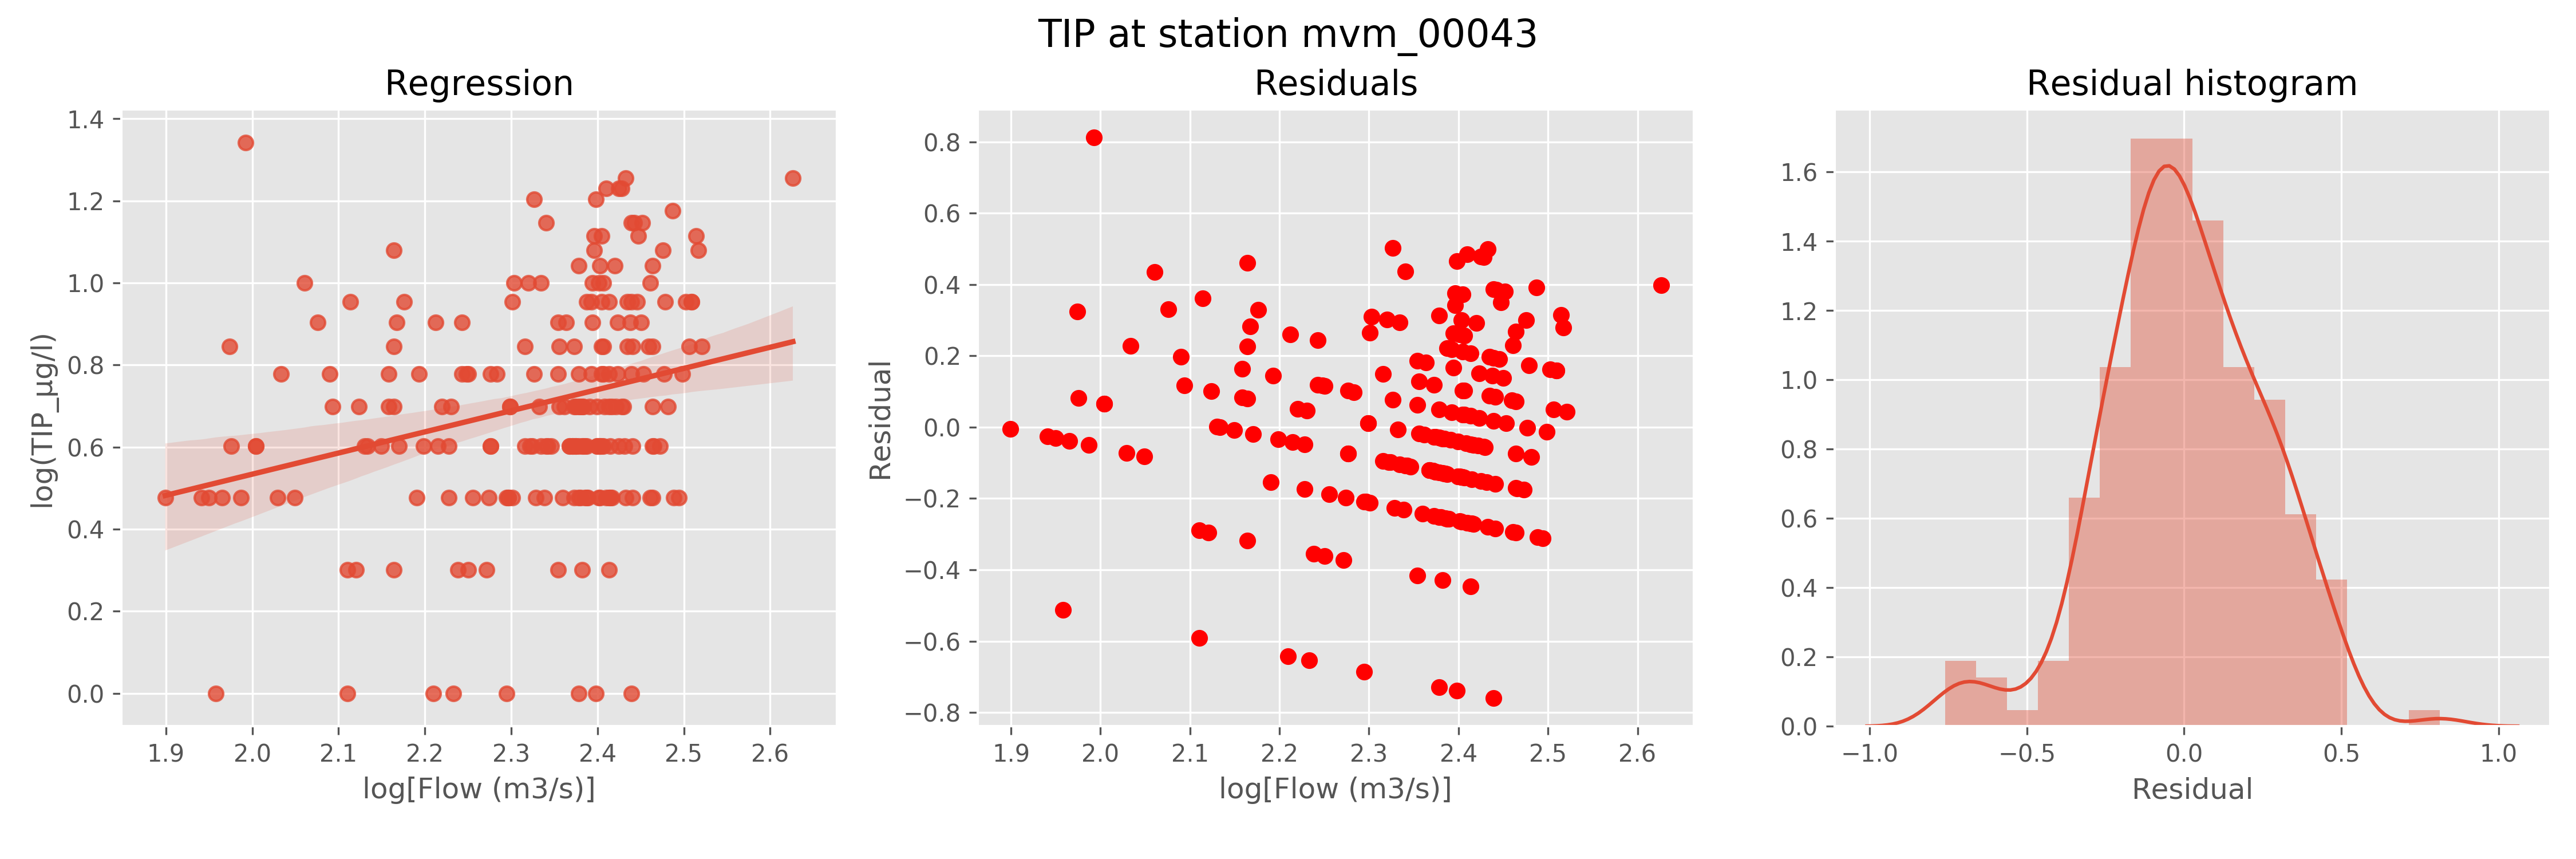 TIP at station mvm_00043
Regression
1.4
1.2
1.0
0.8
0.6
0.4
0.2
0.0
log(TIP_µg/l)
1.9 2.0 2.1 2.2 2.3 2.4 2.5 2.6
log[Flow (m3/s)]
Residuals
0.8
0.6
0.4
0.2
0.0
−0.2
−0.4
−0.6
−0.8
Residual
1.9 2.0 2.1 2.2 2.3 2.4 2.5 2.6
log[Flow (m3/s)]
Residual histogram
1.6
1.4
1.2
1.0
0.8
0.6
0.4
0.2
0.0
−1.0 −0.5 0.0 0.5 1.0
Residual